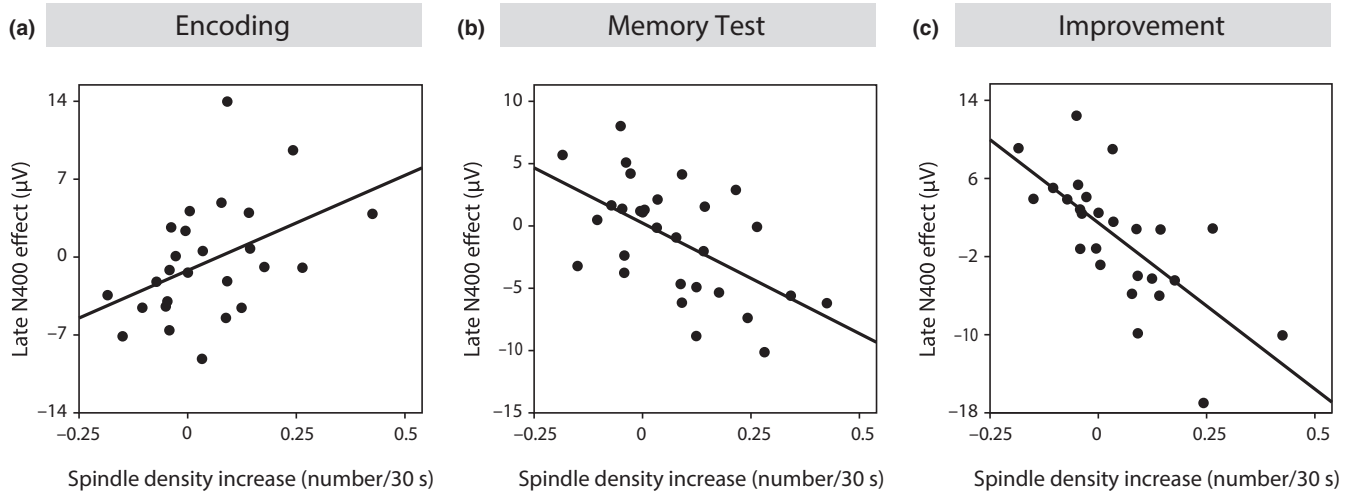 (a) Encoding
Late N400 effect (μV)
14
7
0
–7
–14
–0.25 0 0.25 0.5
Spindle density increase (number/30 s)
(b) Memory Test
Late N400 effect (μV)
10
5
0
–5
–10
–15
–0.25 0 0.25 0.5
Spindle density increase (number/30 s)
(c) Improvement
Late N400 effect (μV)
14
6
–2
–10
–18
–0.25 0 0.25 0.5
Spindle density increase (number/30 s)